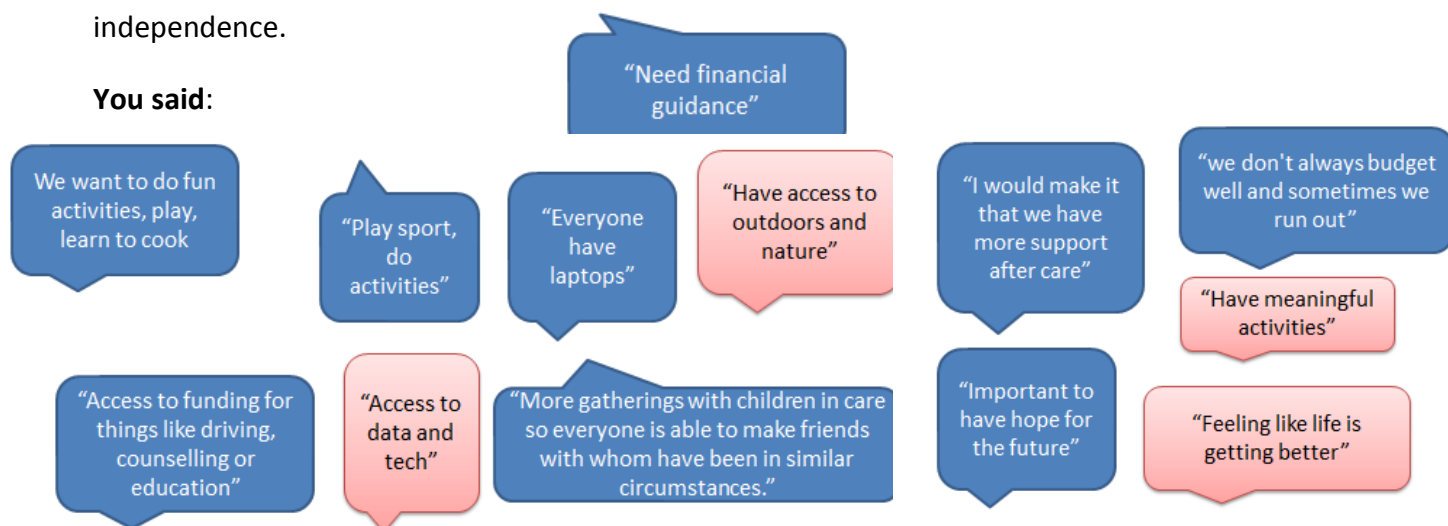 independence.
You said:
“Need financial
guidance”
We want to do fun
activities, play,
learn to cook
“Play sport,
do
activities”
“Everyone
have
laptops”
“Have access to
outdoors and
nature”
“I would make it
that we have
more support
after care”
“we don't always budget
well and sometimes we
run out”
“Have meaningful
activities”
“Access to funding for
things like driving,
counselling or
education”
“Access to
data and
tech”
“More gatherings with children in care
so everyone is able to make friends
with whom have been in similar
circumstances.”
“Important to
have hope for
the future”
“Feeling like life is
getting better”